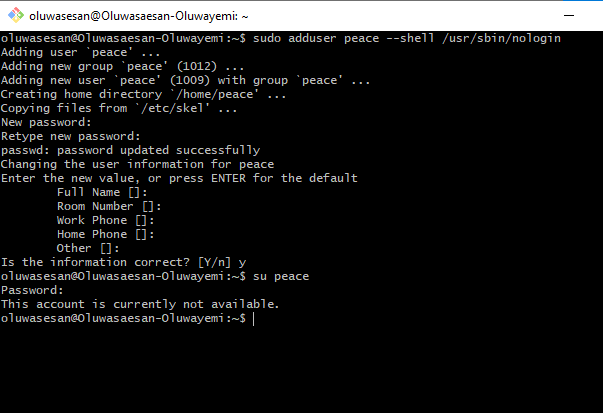 oluwasesan@Oluwasaesan-Oluwayemi: ~
oluwasesan@Oluwasaesan-Oluwayemi:~$ sudo adduser peace --shell /usr/sbin/nologin
Adding user `peace' ...
Adding new group `peace' (1012) ...
Adding new user `peace' (1009) with group `peace' ...
Creating home directory `/home/peace' ...
Copying files from `/etc/skel' ...
New password:
Retype new password:
passwd: password updated successfully
Changing the user information for peace
Enter the new value, or press ENTER for the default
        Full Name []:
        Room Number []:
        Work Phone []:
        Home Phone []:
        Other []:
Is the information correct? [Y/n] y
oluwasesan@Oluwasaesan-Oluwayemi:~$ su peace
Password:
This account is currently not available.
oluwasesan@Oluwasaesan-Oluwayemi:~$